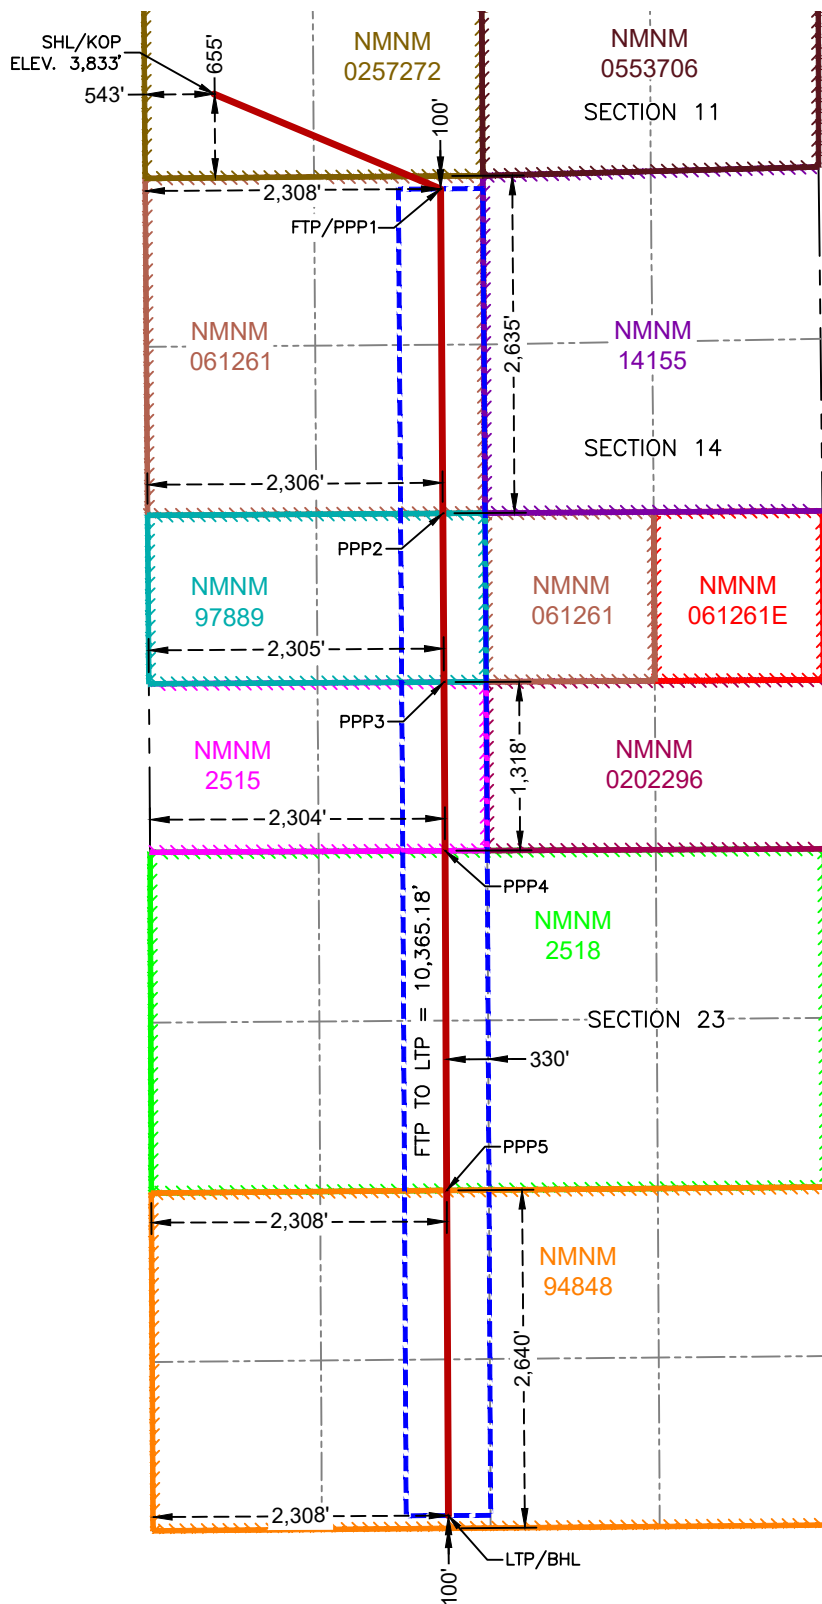 SHL/KOP
ELEV. 3,833'
655'
NMNM
0257272
NMNM
0553706
543'
100'
SECTION 11
2,308'
FTP/PPP1
NMNM
061261
2,635'
NMNM
14155
SECTION 14
2,306'
PPP2
NMNM
97889
NMNM
061261
NMNM
061261E
2,305'
PPP3
NMNM
2515
1,318'
NMNM
0202296
2,304'
PPP4
FTP TO LTP = 10,365.18'
NMNM
2518
SECTION 23
330'
PPP5
2,308'
NMNM
94848
2,640'
2,308'
LTP/BHL
100'